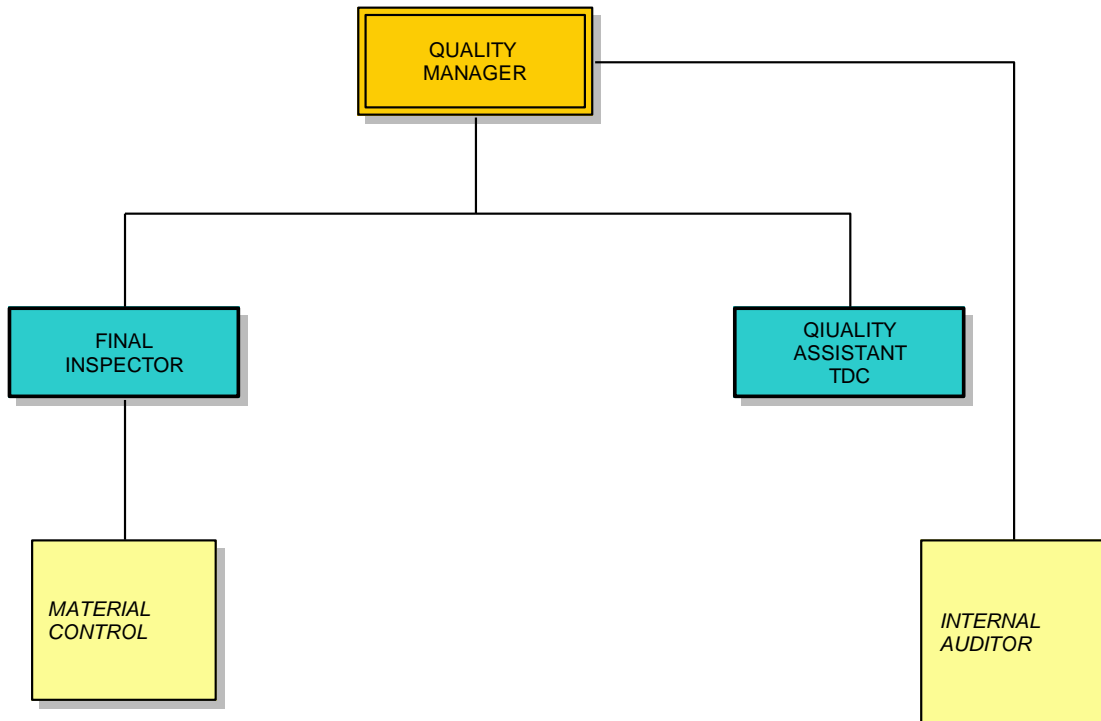 QUALITY
MANAGER
FINAL
INSPECTOR
QIUALITY
ASSISTANT
TDC
MATERIAL
CONTROL
INTERNAL
AUDITOR